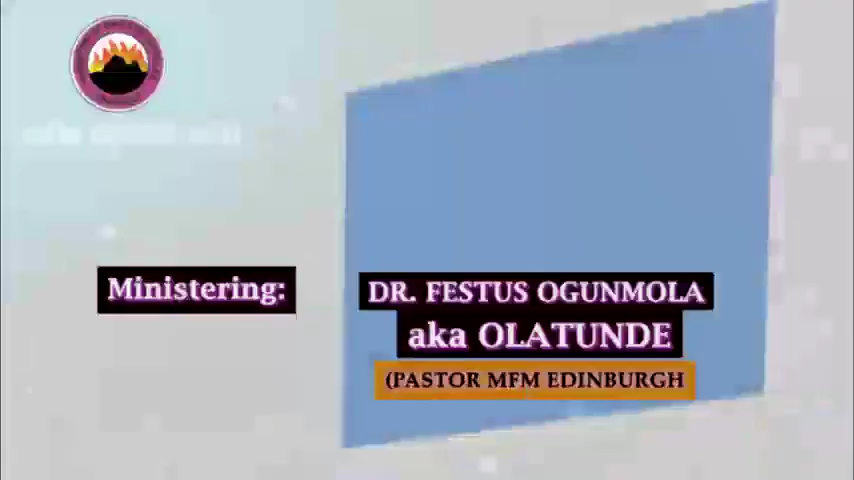 Ministering:
DR. FESTUS OGUNMOLA
aka OLATUNDE
(PASTOR MFM EDINBURGH